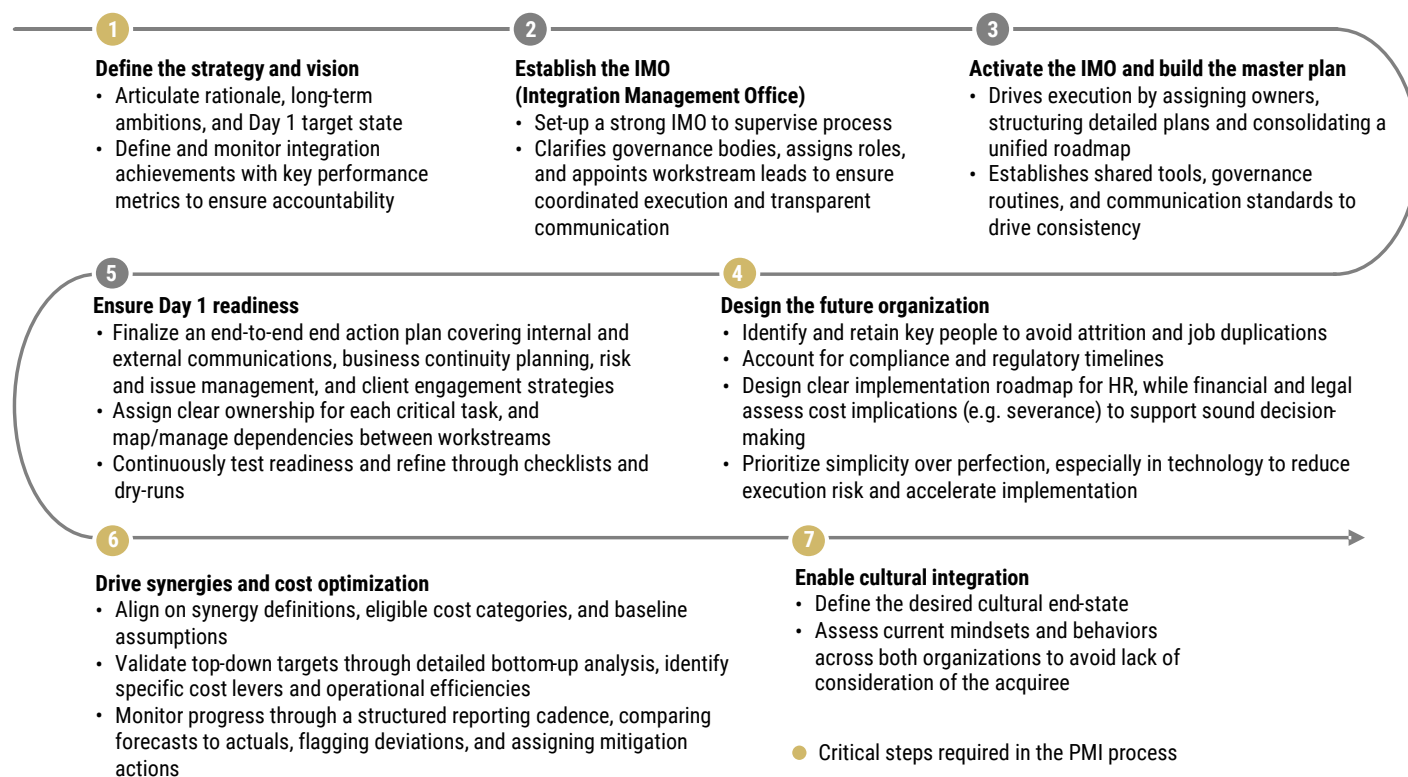 1
Define the strategy and vision
• Articulate rationale, long-term
ambitions, and Day 1 target state
• Define and monitor integration
achievements with key performance
metrics to ensure accountability
2
Establish the IMO
(Integration Management Office)
• Set-up a strong IMO to supervise process
• Clarifies governance bodies, assigns roles,
and appoints workstream leads to ensure
coordinated execution and transparent
communication
3
Activate the IMO and build the master plan
• Drives execution by assigning owners,
structuring detailed plans and consolidating a
unified roadmap
• Establishes shared tools, governance
routines, and communication standards to
drive consistency
4
Design the future organization
• Identify and retain key people to avoid attrition and job duplications
• Account for compliance and regulatory timelines
• Design clear implementation roadmap for HR, while financial and legal
assess cost implications (e.g. severance) to support sound decision-
making
• Prioritize simplicity over perfection, especially in technology to reduce
execution risk and accelerate implementation
5
Ensure Day 1 readiness
• Finalize an end-to-end end action plan covering internal and
external communications, business continuity planning, risk
and issue management, and client engagement strategies
• Assign clear ownership for each critical task, and
map/manage dependencies between workstreams
• Continuously test readiness and refine through checklists and
dry-runs
6
Drive synergies and cost optimization
• Align on synergy definitions, eligible cost categories, and baseline
assumptions
• Validate top-down targets through detailed bottom-up analysis, identify
specific cost levers and operational efficiencies
• Monitor progress through a structured reporting cadence, comparing
forecasts to actuals, flagging deviations, and assigning mitigation
actions
7
Enable cultural integration
• Define the desired cultural end-state
• Assess current mindsets and behaviors
across both organizations to avoid lack of
consideration of the acquiree
Critical steps required in the PMI process